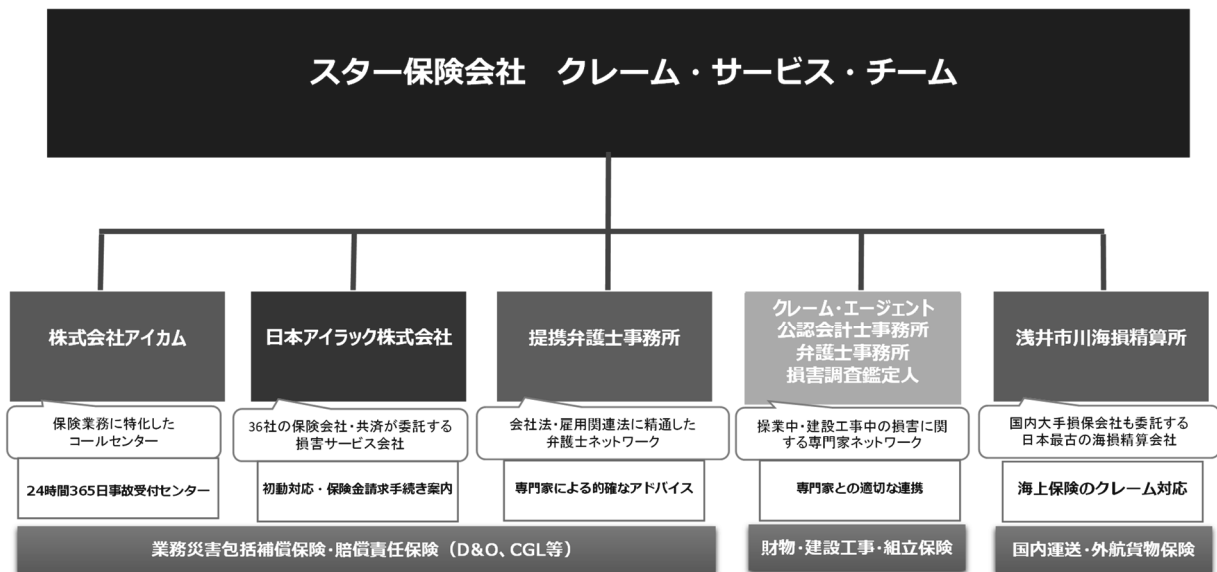 スター保険会社　クレーム・サービス・チーム
株式会社アイカム
日本アイラック株式会社
提携弁護士事務所
クレーム・エージェント
公認会計士事務所
弁護士事務所
損害調査鑑定人
浅井市川海損精算所
保険業務に特化した
コールセンター
36社の保険会社・共済が委託する
損害サービス会社
会社法・雇用関連法に精通した
弁護士ネットワーク
操業中・建設工事中の損害に関
する専門家ネットワーク
国内大手損保会社も委託する
日本最古の海損精算会社
24時間365日事故受付センター
初動対応・保険金請求手続き案内
専門家による的確なアドバイス
専門家との適切な連携
海上保険のクレーム対応
業務災害包括補償保険・賠償責任保険（D&O、CGL等）
財物・建設工事・組立保険
国内運送・外航貨物保険